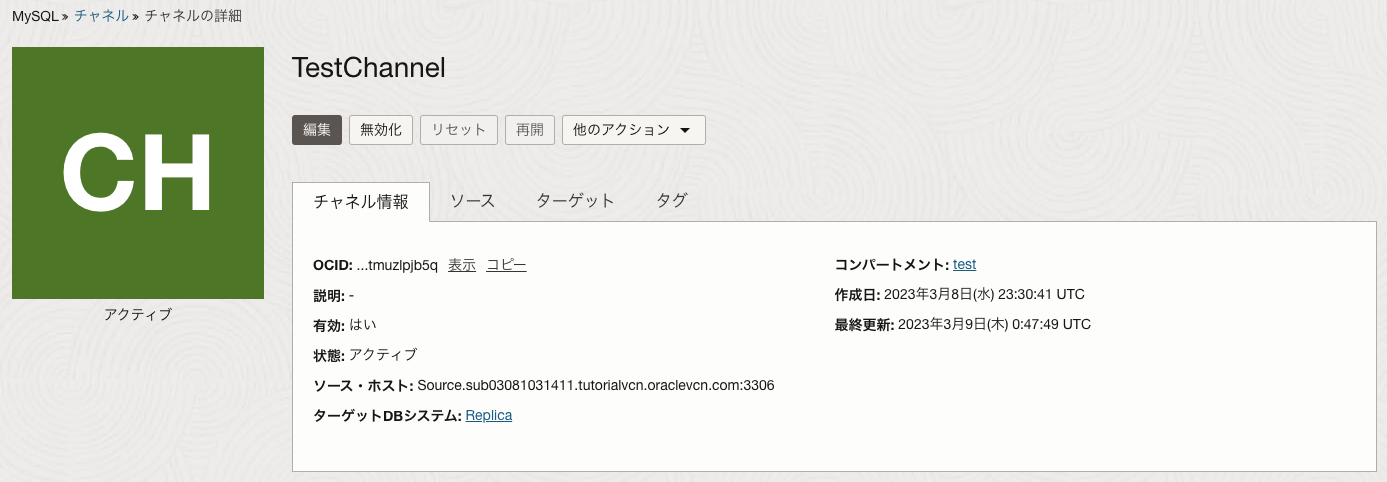 MySQL » チャネル » チャネルの詳細
CH
アクティブ
TestChannel
編集 無効化 リセット 再開 他のアクション
チャネル情報 ソース ターゲット タグ
OCID: ...tmuzlpjb5q 表示 コピー
説明: -
有効: はい
状態: アクティブ
ソース・ホスト: Source.sub03081031411.tutorialvcn.oraclevcn.com:3306
ターゲットDBシステム: Replica
コンパートメント: test
作成日: 2023年3月8日(水) 23:30:41 UTC
最終更新: 2023年3月9日(木) 0:47:49 UTC